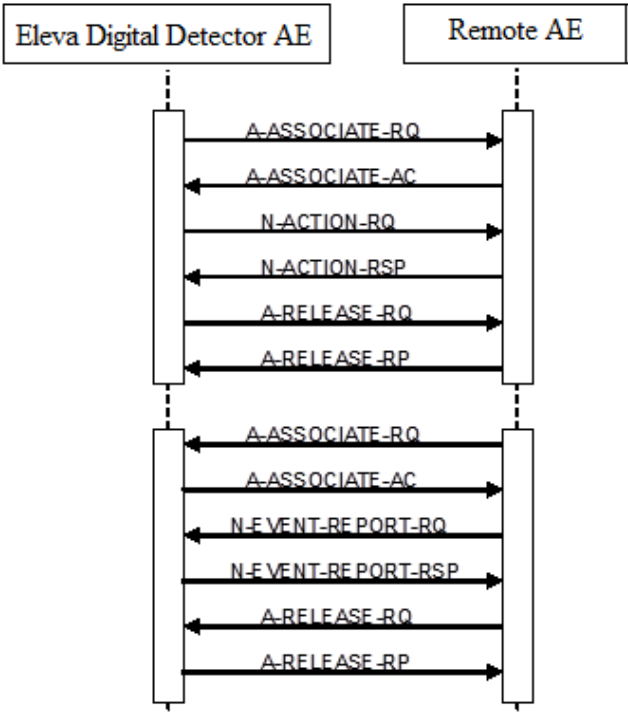 Eleva Digital Detector AE
Remote AE
A-ASSOCIATE-RQ
A-ASSOCIATE-AC
N-ACTION-RQ
N-ACTION-RSP
A-RELEASE-RQ
A-RELEASE-RP
A-ASSOCIATE-RQ
A-ASSOCIATE-AC
N-EVENT-REPORT-RQ
N-EVENT-REPORT-RSP
A-RELEASE-RQ
A-RELEASE-RP